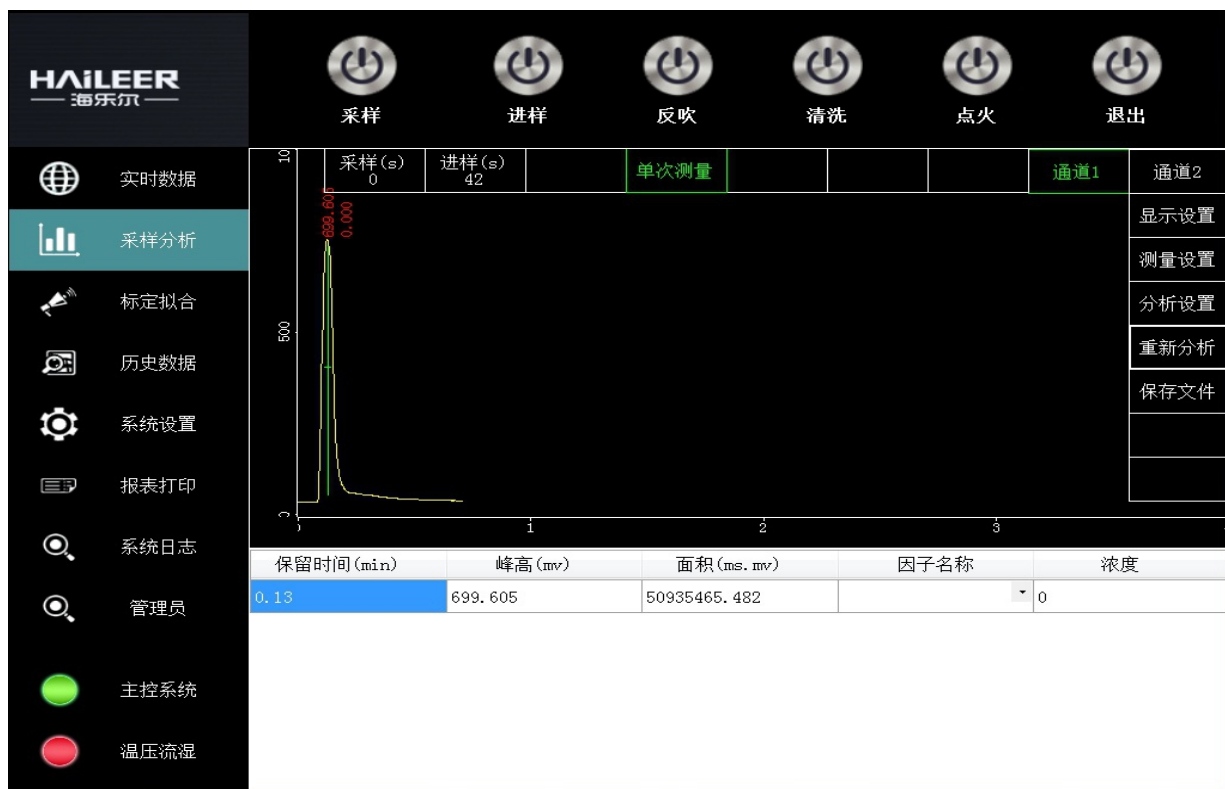 HAiLEER
海乐尔
采样
进样
反吹
清洗
点火
退出
实时数据
采样分析
标定拟合
历史数据
系统设置
报表打印
系统日志
管理员
主控系统
温压流湿
采样(s)
0
进样(s)
42
单次测量
通道1
通道2
显示设置
测量设置
分析设置
重新分析
保存文件
10
500
0
699.605
0.000
1
2
3
保留时间(min) 峰高(mv) 面积(ms.mv) 因子名称 浓度
0.13 699.605 50935465.482 0